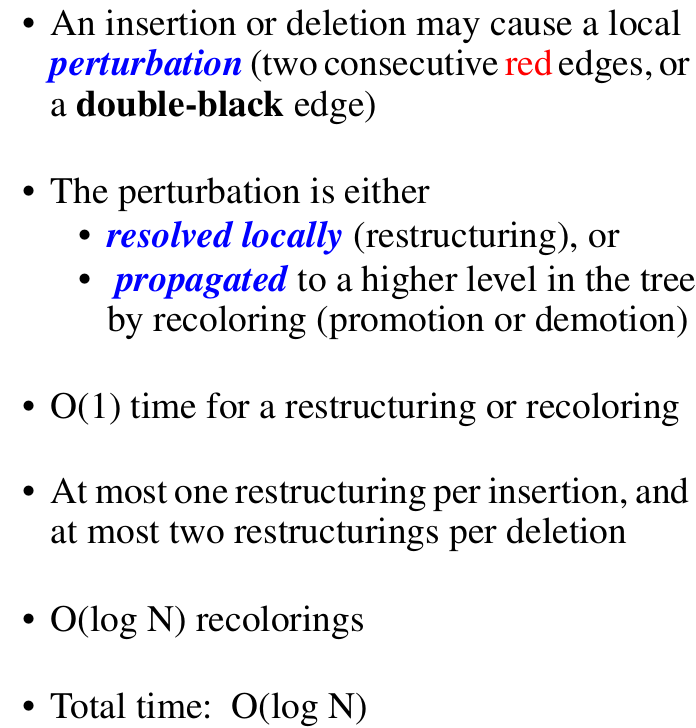 • An insertion or deletion may cause a local
perturbation (two consecutive red edges, or
a double-black edge)
• The perturbation is either
• resolved locally (restructuring), or
• propagated to a higher level in the tree
by recoloring (promotion or demotion)
• O(1) time for a restructuring or recoloring
• At most one restructuring per insertion, and
at most two restructurings per deletion
• O(log N) recolorings
• Total time: O(log N)